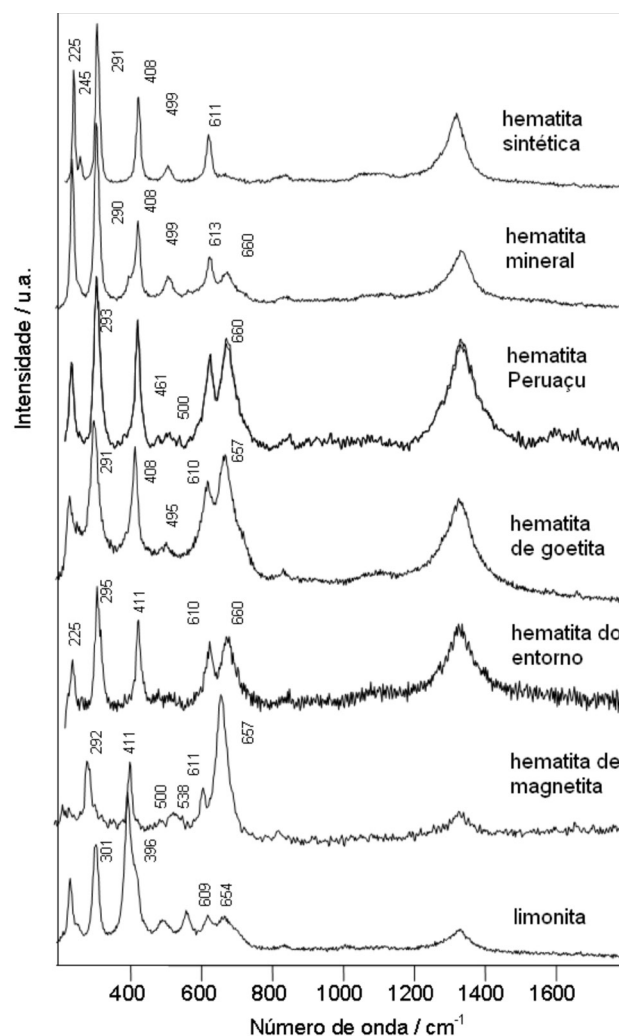 Intensidade / u.a.
225
245
291
408
499
611
hematita
sintética
290
408
499
613
660
hematita
mineral
293
461
500
660
hematita
Peruaçu
291
408
495
610
657
hematita
de goetita
225
295
411
610
660
hematita do
entorno
292
411
500
538
611
657
hematita de
magnetita
301
396
609
654
limonita
400 600 800 1000 1200 1400 1600
Número de onda / cm-1